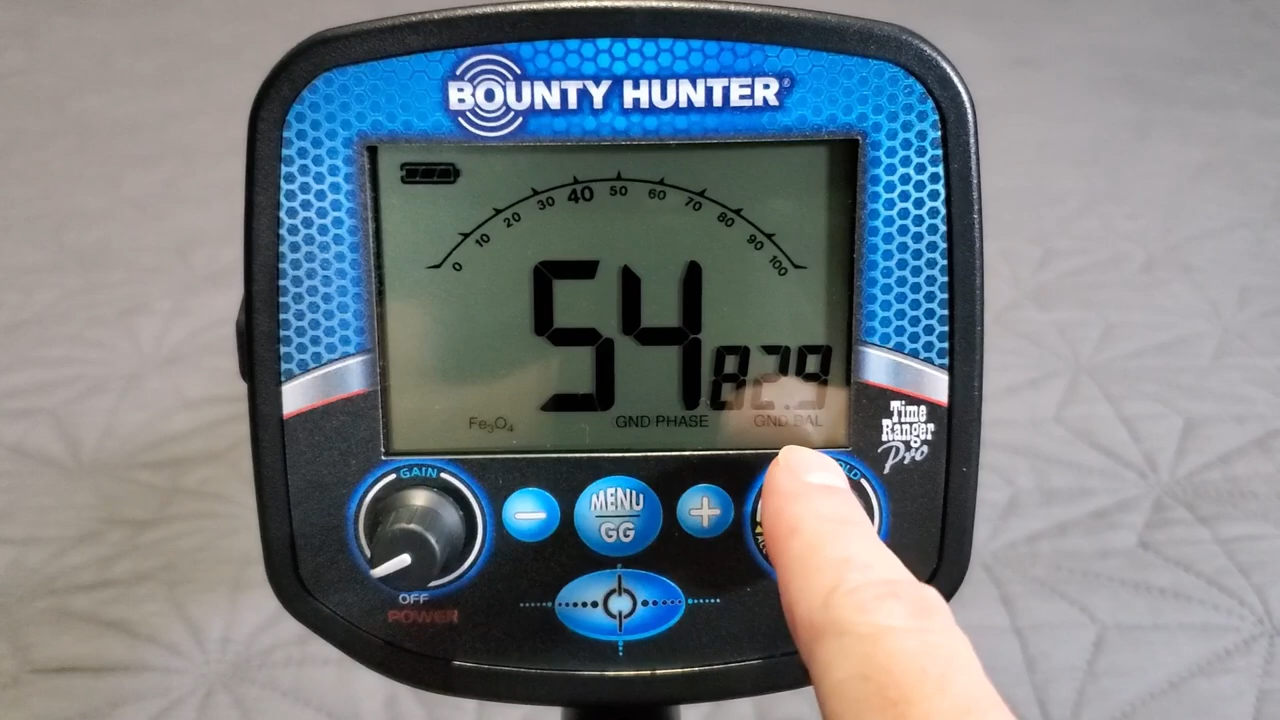 BOUNTY HUNTER®
0 10 20 30 40 50 60 70 80 90 100
54 82.9
Fe₃O₄ GND PHASE GND BAL
Time
Ranger
Pro
GAIN
- MENU +
GG
OFF
POWER